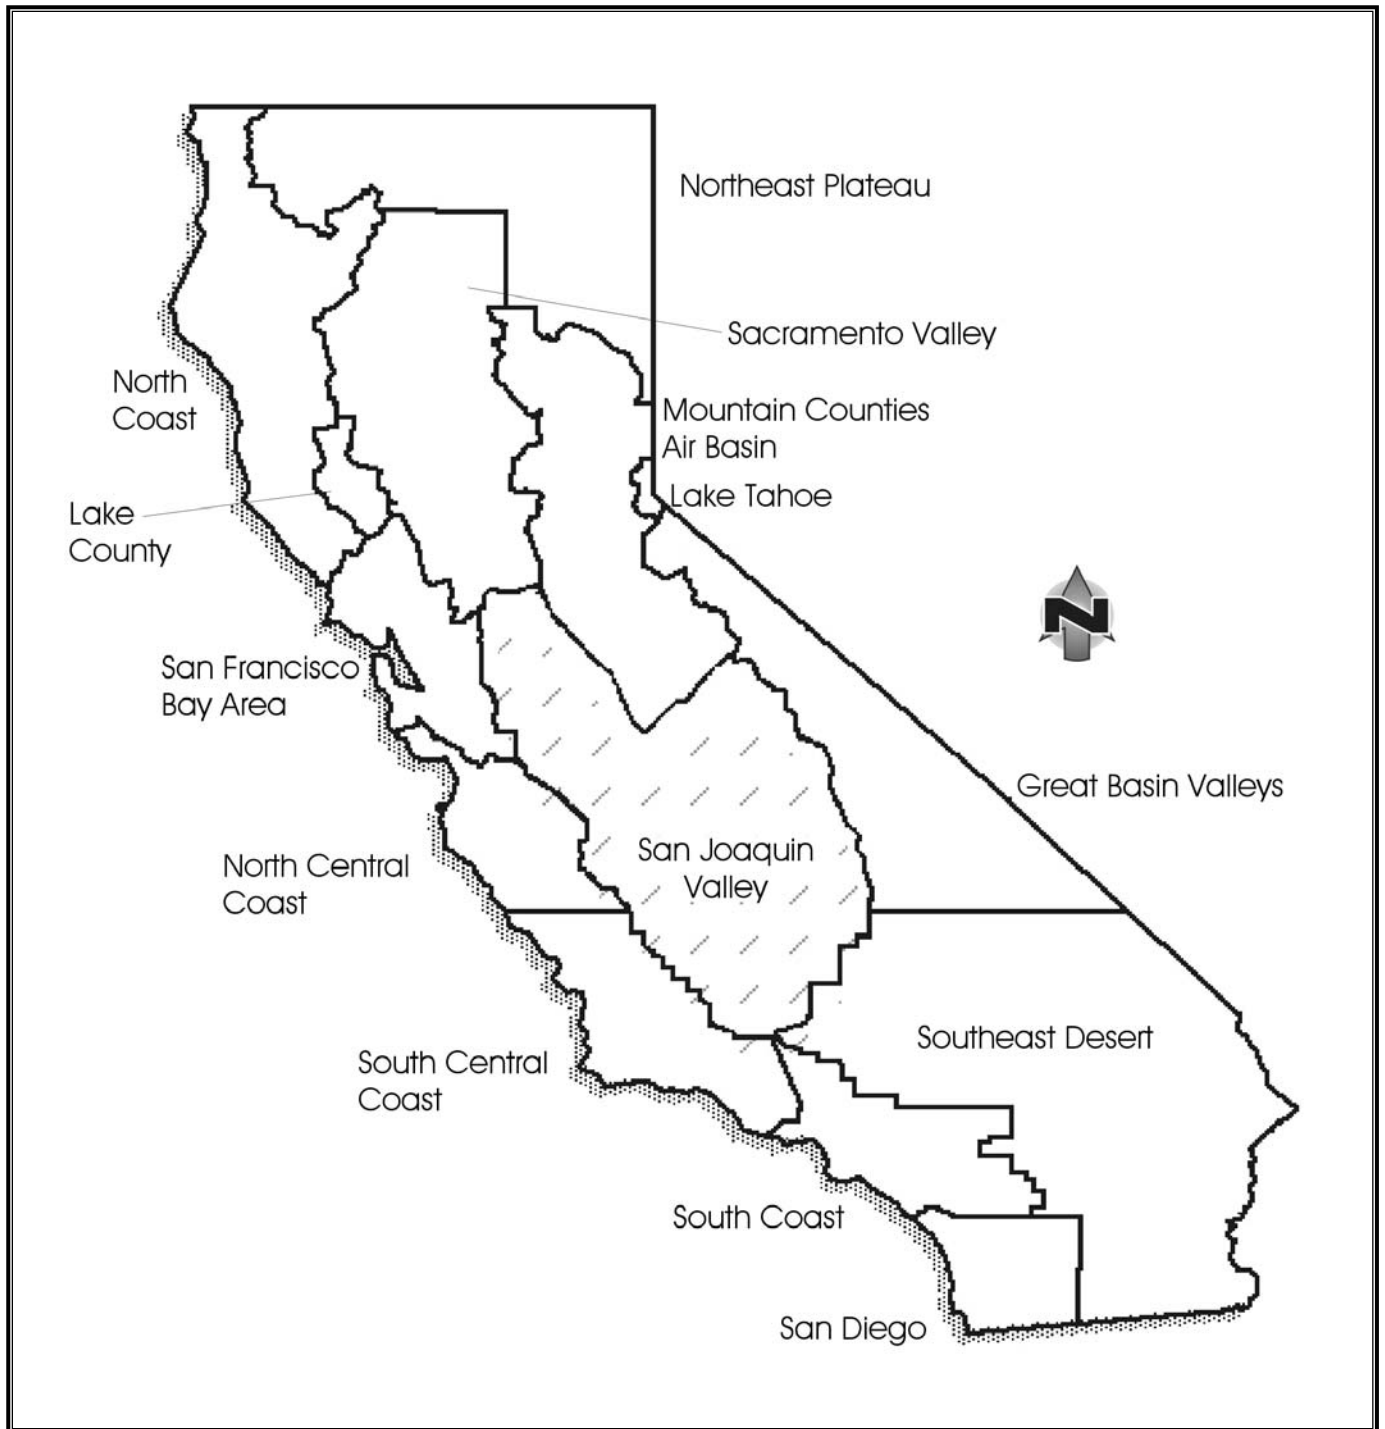 Northeast Plateau
Sacramento Valley
North
Coast
Mountain Counties
Air Basin
Lake Tahoe
Lake
County
N
San Francisco
Bay Area
Great Basin Valleys
San Joaquin
Valley
North Central
Coast
Southeast Desert
South Central
Coast
South Coast
San Diego